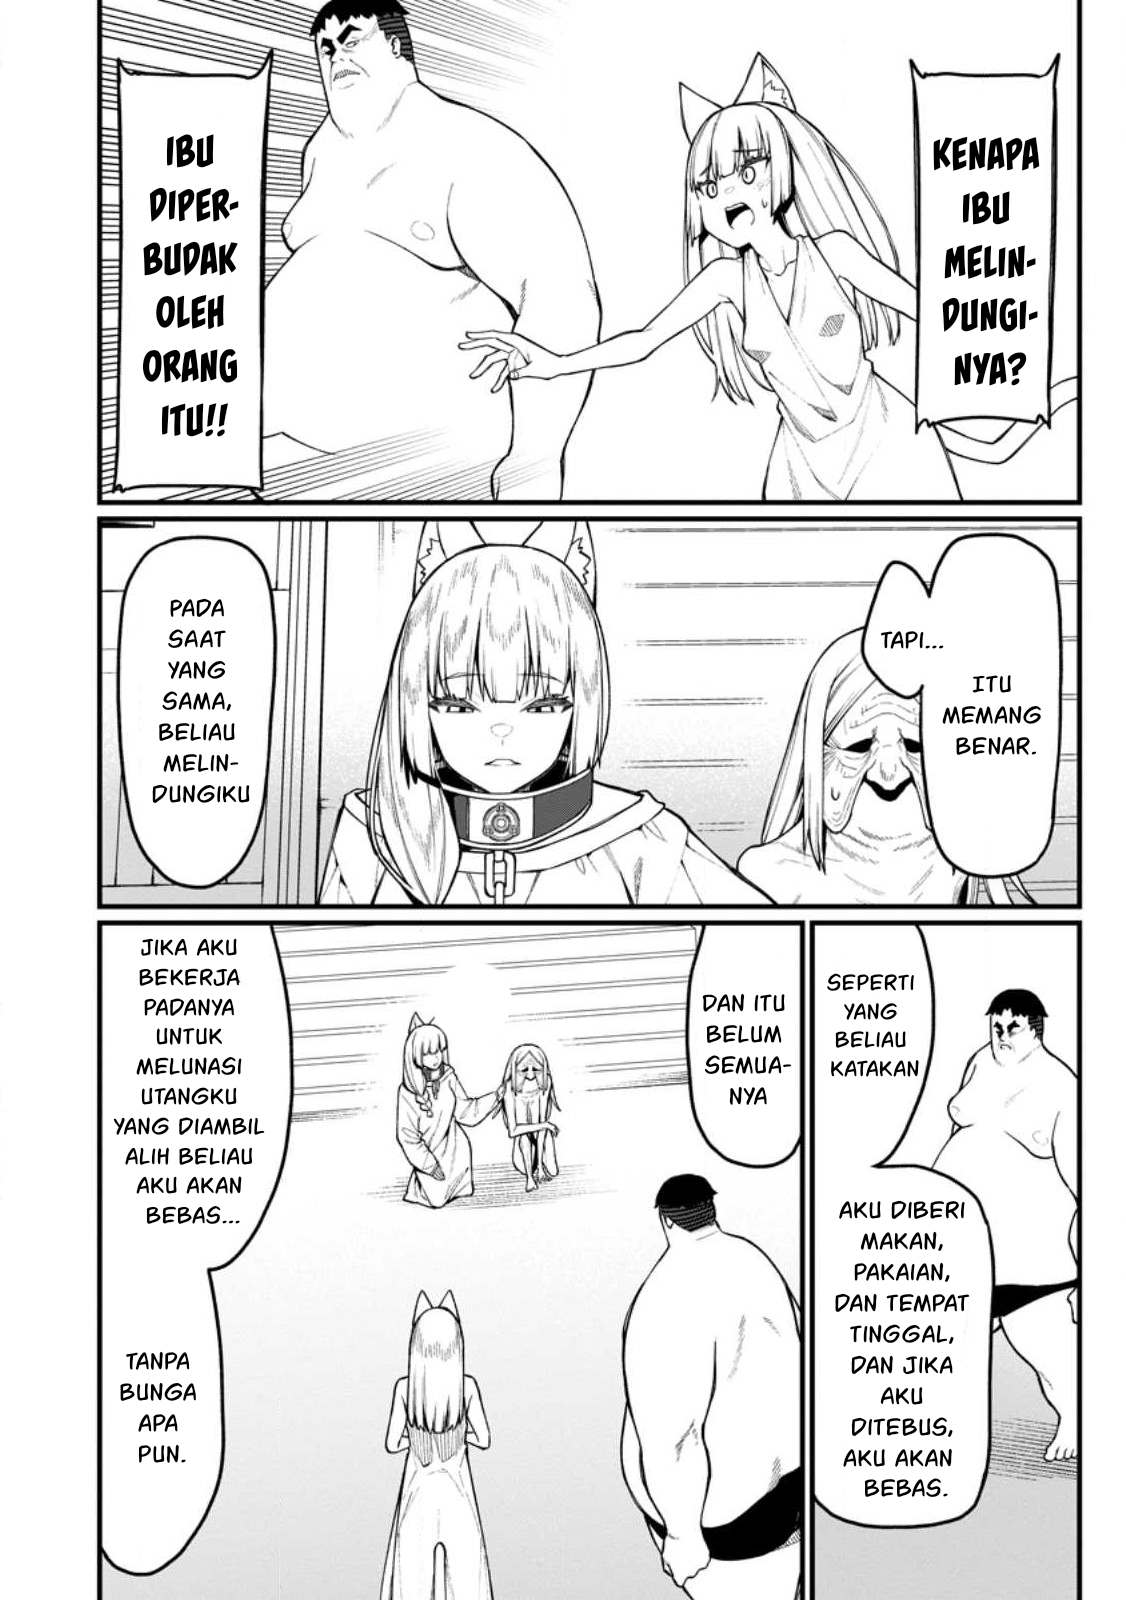 KENAPA
IBU
MELIN-
DUNGI-
NYA?
IBU
DIPER-
BUDAK
OLEH
ORANG
ITU!!
TAPI...
ITU
MEMANG
BENAR.
PADA
SAAT
YANG
SAMA,
BELIAU
MELIN-
DUNGIKU
SEPERTI
YANG
BELIAU
KATAKAN
AKU DIBERI
MAKAN,
PAKAIAN,
DAN TEMPAT
TINGGAL,
DAN JIKA
AKU
DITEBUS,
AKU AKAN
BEBAS.
DAN ITU
BELUM
SEMUA-
NYA
JIKA AKU
BEKERJA
PADANYA
UNTUK
MELUNASI
UTANGKU
YANG DIAMBIL
ALIH BELIAU
AKU AKAN
BEBAS...
TANPA
BUNGA
APA
PUN.